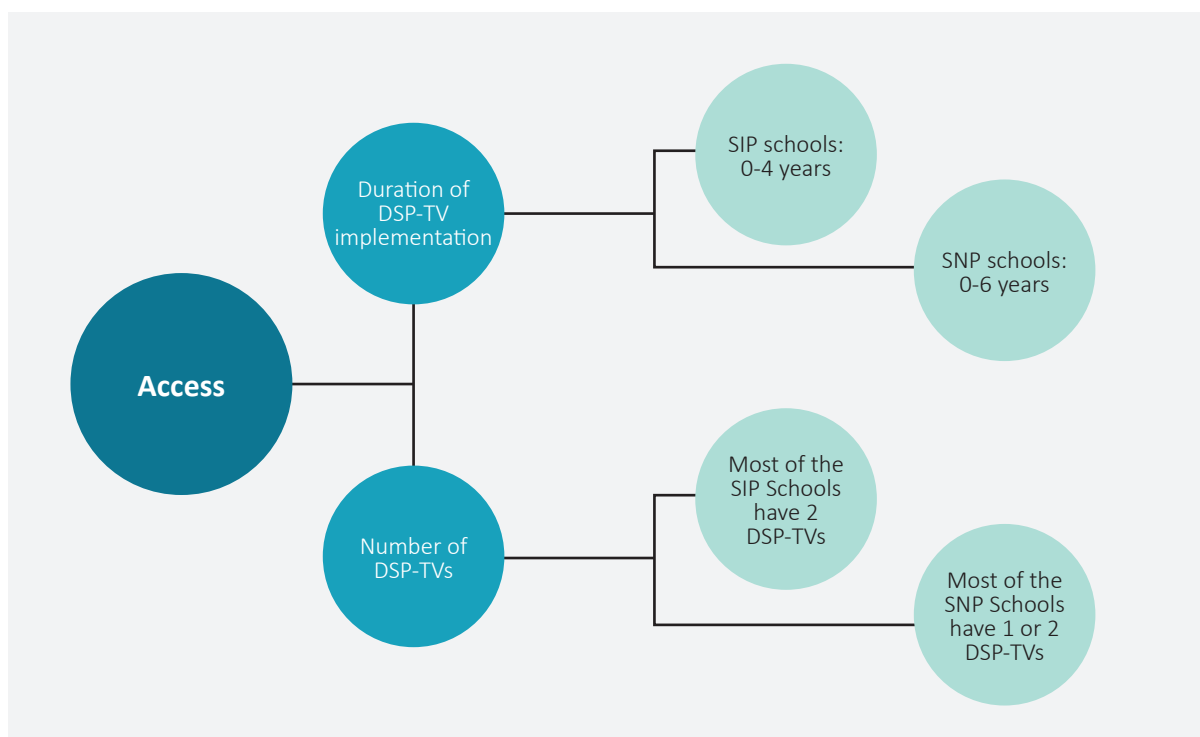 Access
Duration of
DSP-TV
implementation
SIP schools:
0-4 years
SNP schools:
0-6 years
Number of
DSP-TVs
Most of the
SIP Schools
have 2
DSP-TVs
Most of the
SNP Schools
have 1 or 2
DSP-TVs